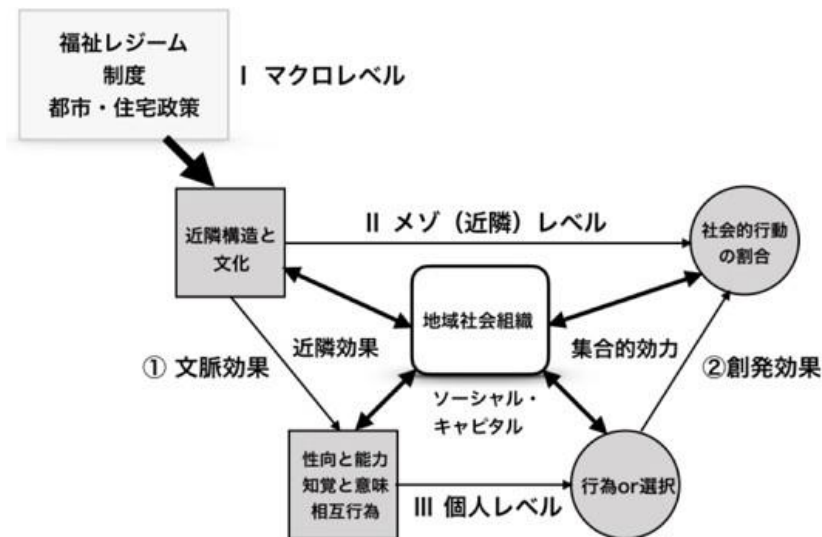 福祉レジーム
制度
都市・住宅政策
Ⅰ マクロレベル
近隣構造と
文化
Ⅱ メゾ（近隣）レベル
社会的行動
の割合
地域社会組織
① 文脈効果
近隣効果
集合的効力
②創発効果
ソーシャル・
キャピタル
性向と能力
知覚と意味
相互行為
Ⅲ 個人レベル
行為or選択